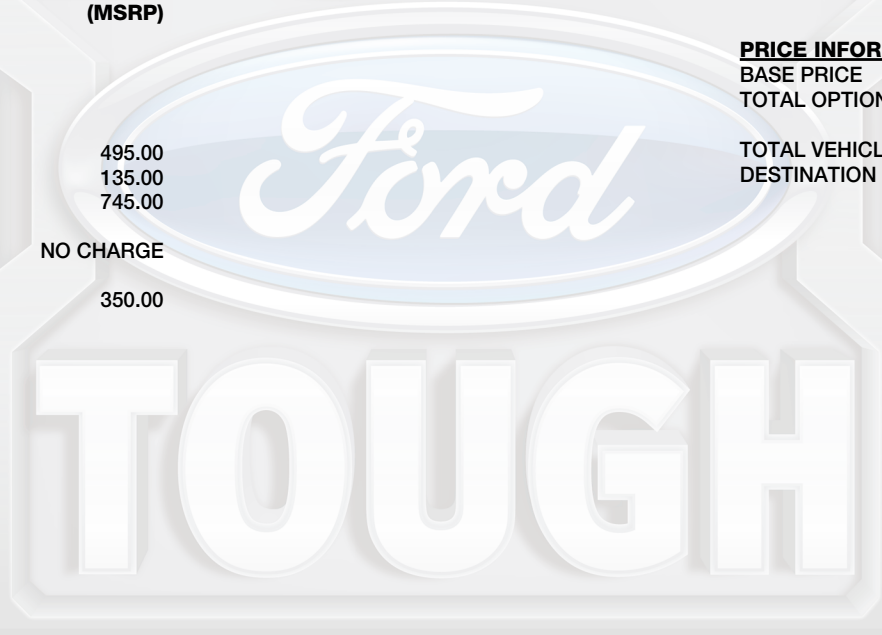 (MSRP)
495.00
135.00
745.00
NO CHARGE
350.00
PRICE INFOR
BASE PRICE
TOTAL OPTION
TOTAL VEHICL
DESTINATION
Ford
TOUGH